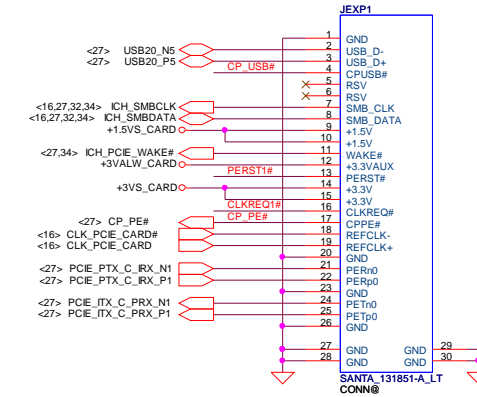 JEXP1
1 GND
<27> USB20_N5 2 USB_D-
<27> USB20_P5 3 USB_D+
CP_USB# 4 CPUSB#
5 RSV
6 RSV
<16,27,32,34> ICH_SMBCLK 7 SMB_CLK
<16,27,32,34> ICH_SMBDATA 8 SMB_DATA
+1.5VS_CARD 9 +1.5V
10 +1.5V
<27,34> ICH_PCIE_WAKE# 11 WAKE#
+3VALW_CARD 12 +3.3VAUX
PERST1# 13 PERST#
+3VS_CARD 14 +3.3V
15 +3.3V
CLKREQ1# 16 CLKREQ#
<27> CP_PE# CP_PE# 17 CPPE#
<16> CLK_PCIE_CARD# 18 REFCLK-
<16> CLK_PCIE_CARD 19 REFCLK+
20 GND
<27> PCIE_PTX_C_IRX_N1 21 PERn0
<27> PCIE_PTX_C_IRX_P1 22 PERp0
23 GND
<27> PCIE_ITX_C_PRX_N1 24 PETn0
<27> PCIE_ITX_C_PRX_P1 25 PETp0
26 GND
27 GND GND 29
28 GND GND 30
SANTA_131851-A_LT
CONN@